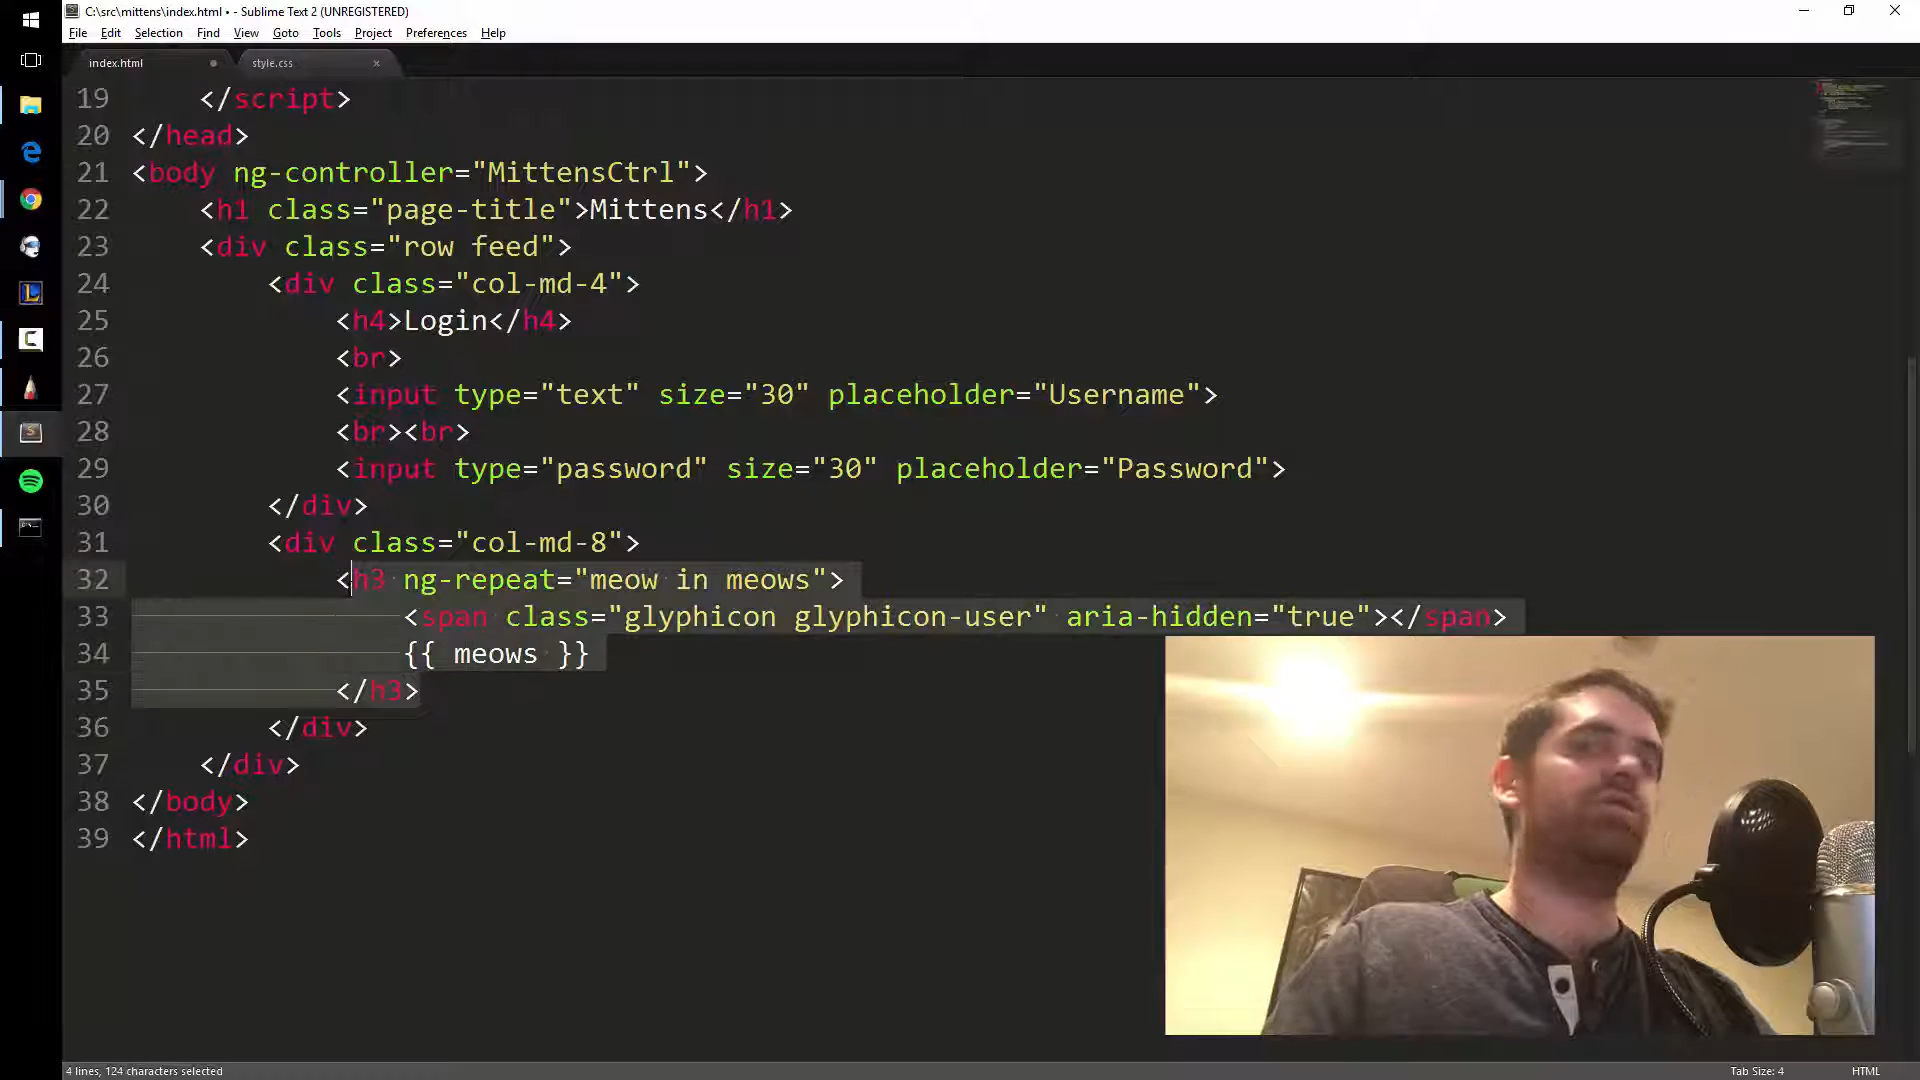 C:\src\mittens\index.html • - Sublime Text 2 (UNREGISTERED)
File Edit Selection Find View Goto Tools Project Preferences Help
index.html style.css
19 </script>
20 </head>
21 <body ng-controller="MittensCtrl">
22 <h1 class="page-title">Mittens</h1>
23 <div class="row feed">
24 <div class="col-md-4">
25 <h4>Login</h4>
26 <br>
27 <input type="text" size="30" placeholder="Username">
28 <br><br>
29 <input type="password" size="30" placeholder="Password">
30 </div>
31 <div class="col-md-8">
32 <h3 ng-repeat="meow in meows">
33 <span class="glyphicon glyphicon-user" aria-hidden="true"></span>
34 {{ meows }}
35 </h3>
36 </div>
37 </div>
38 </body>
39 </html>
4 lines, 124 characters selected
Tab Size: 4 HTML